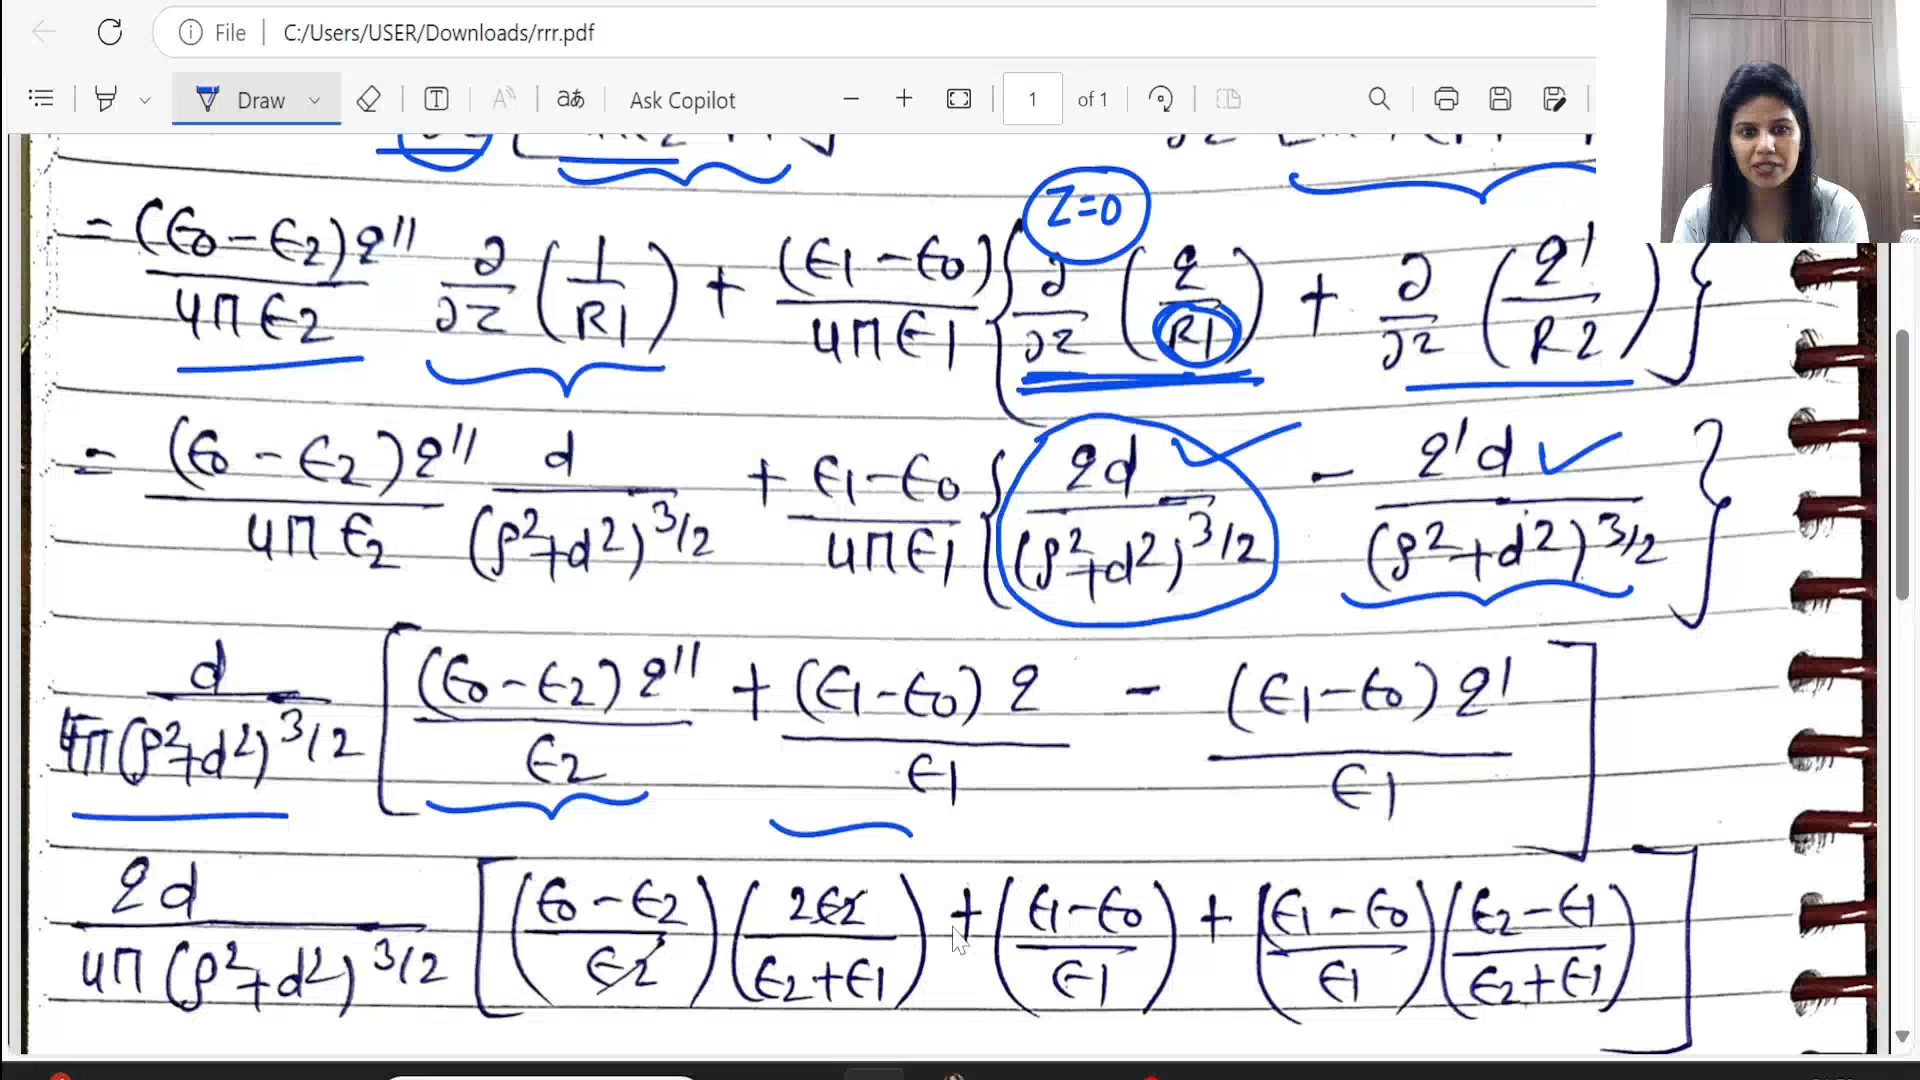 File | C:/Users/USER/Downloads/rrr.pdf
Draw Ask Copilot 1 of 1
Z=0
= (ϵ0-ϵ2)q''/4πϵ2 ∂/∂z (1/R1) + (ϵ1-ϵ0)/4πϵ1 { ∂/∂z (q/R1) + ∂/∂z (q'/R2) }
= (ϵ0-ϵ2)q''/4πϵ2 d/(ρ²+d²)^3/2 + ϵ1-ϵ0/4πϵ1 { qd/(ρ²+d²)^3/2 - q'd/(ρ²+d²)^3/2 }
d/4π(ρ²+d²)^3/2 [ (ϵ0-ϵ2)q''/ϵ2 + (ϵ1-ϵ0)q/ϵ1 - (ϵ1-ϵ0)q'/ϵ1 ]
qd/4π(ρ²+d²)^3/2 [ (ϵ0-ϵ2/ϵ2)(2ϵ2/ϵ2+ϵ1) + (ϵ1-ϵ0/ϵ1) + (ϵ1-ϵ0/ϵ1)(ϵ2-ϵ1/ϵ2+ϵ1) ]